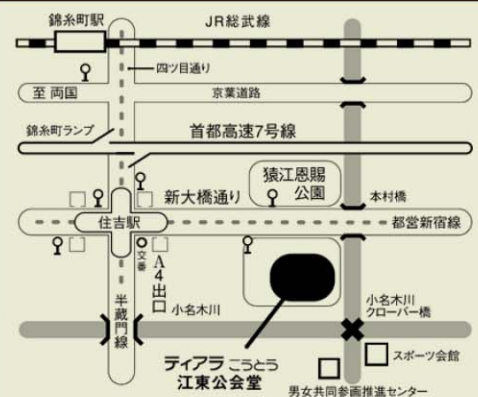 錦糸町駅
JR総武線
四ツ目通り
至 両国
京葉道路
錦糸町ランプ
首都高速7号線
猿江恩賜
公園
新大橋通り
本村橋
住吉駅
都営新宿線
交番
A4出口
半蔵門線
小名木川
小名木川
クローバー橋
ティアラこうとう
江東公会堂
スポーツ会館
男女共同参画推進センター